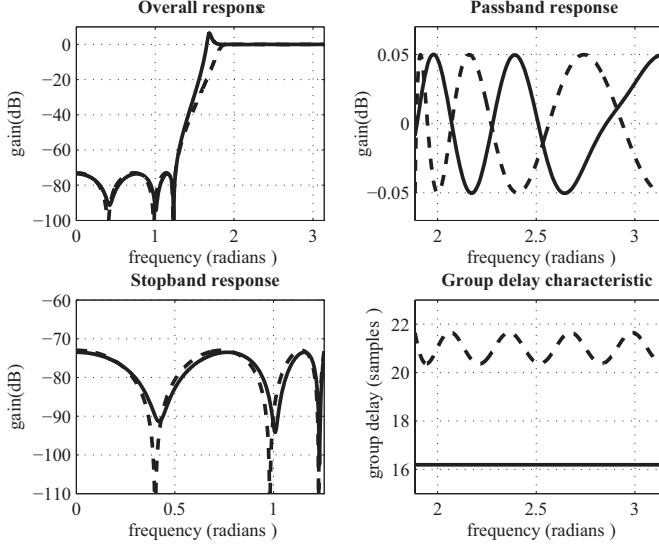 Overall respons e
Passband response
0
−20
−40
−60
−80
−100
gain(dB)
0 1 2 3
frequency (radians )
0.05
0
−0.05
gain(dB)
2 2.5 3
frequency (radians )
Stopband response
Group delay characteristic
−60
−70
−80
−90
−100
−110
gain(dB)
0 0.5 1
frequency (radians )
22
20
18
16
group delay (samples )
2 2.5 3
frequency (radians )